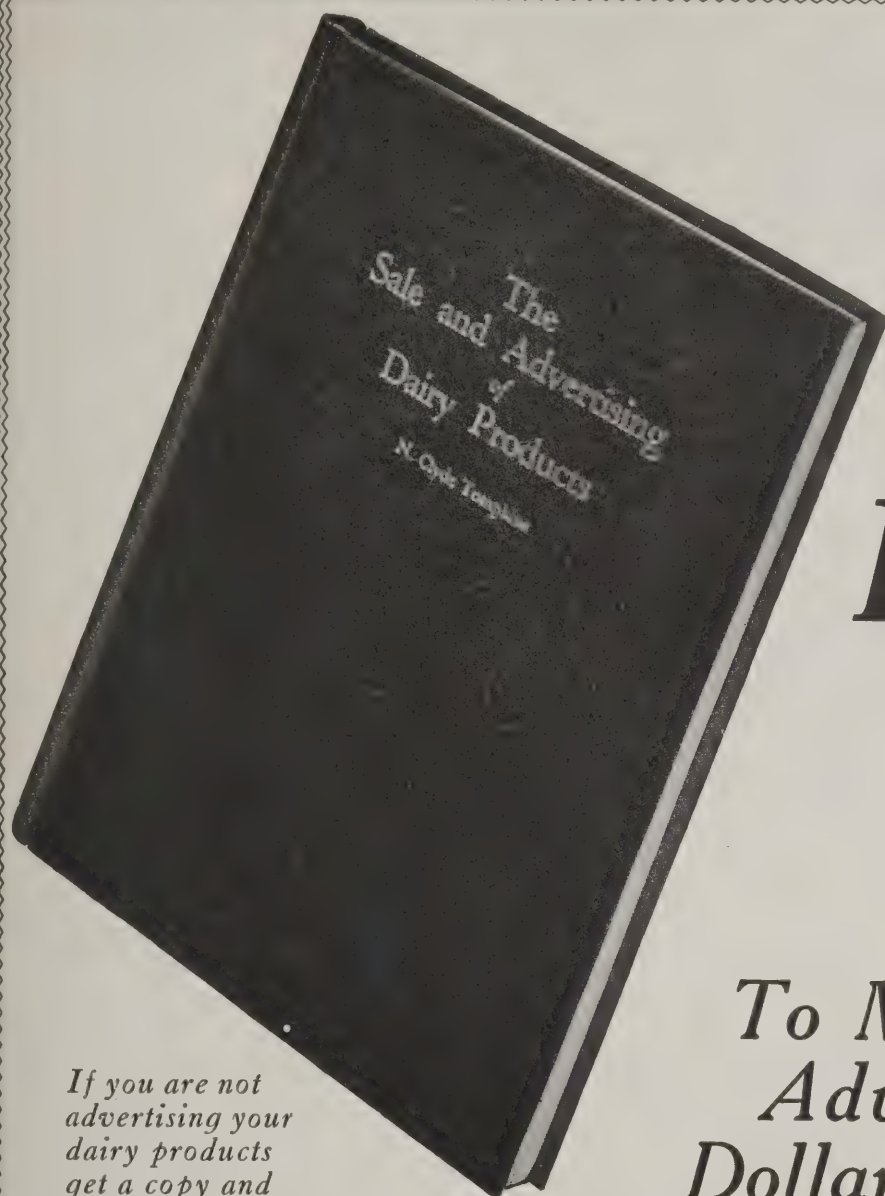 The
Sale and Advertising
of
Dairy Products
N. Clyde Tompkins
If you are not
advertising your
dairy products
get a copy and
To
Dollar